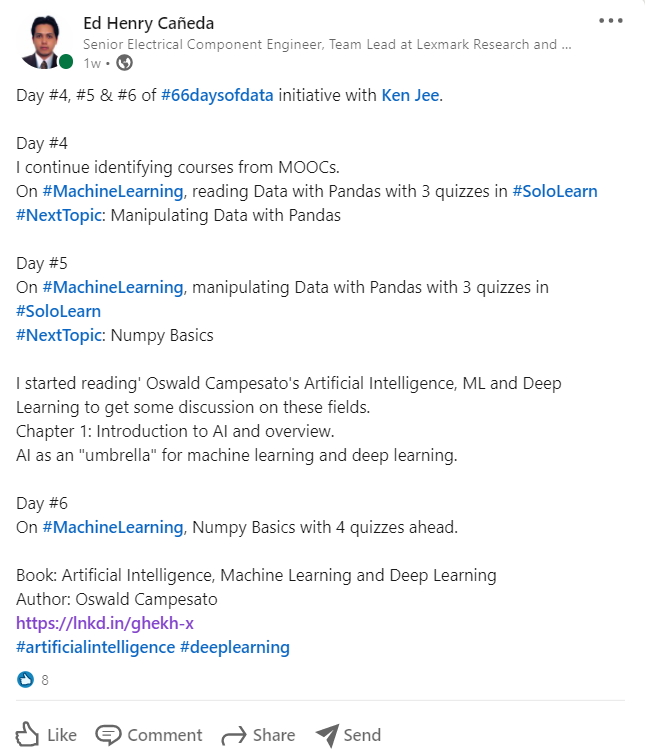 Ed Henry Cañeda
Senior Electrical Component Engineer, Team Lead at Lexmark Research and ...
1w •
Day #4, #5 & #6 of #66daysofdata initiative with Ken Jee.
Day #4
I continue identifying courses from MOOCs.
On #MachineLearning, reading Data with Pandas with 3 quizzes in #SoloLearn
#NextTopic: Manipulating Data with Pandas
Day #5
On #MachineLearning, manipulating Data with Pandas with 3 quizzes in
#SoloLearn
#NextTopic: Numpy Basics
I started reading' Oswald Campesato's Artificial Intelligence, ML and Deep
Learning to get some discussion on these fields.
Chapter 1: Introduction to AI and overview.
AI as an "umbrella" for machine learning and deep learning.
Day #6
On #MachineLearning, Numpy Basics with 4 quizzes ahead.
Book: Artificial Intelligence, Machine Learning and Deep Learning
Author: Oswald Campesato
https://lnkd.in/ghekh-x
#artificialintelligence #deeplearning
8
Like Comment Share Send